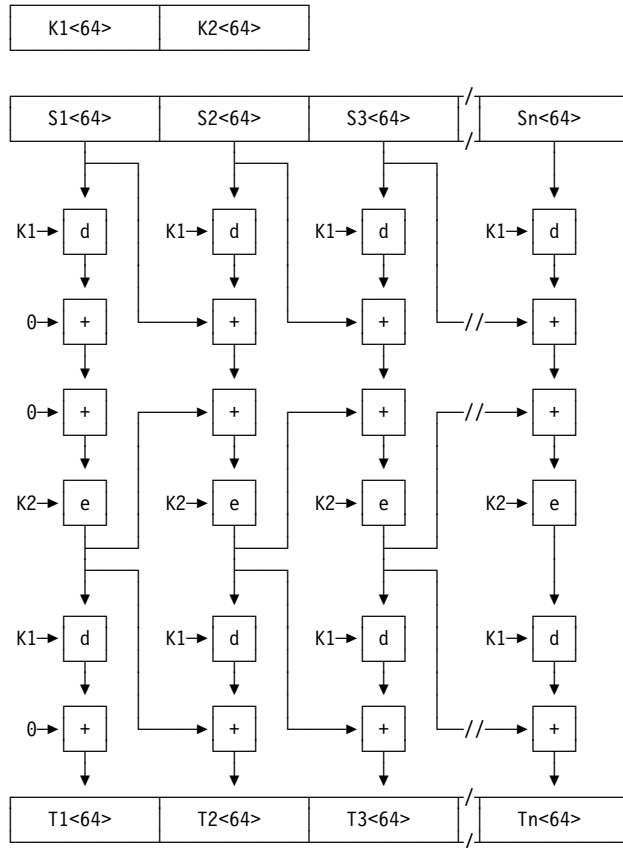 K1<64> K2<64>
S1<64> S2<64> S3<64> / / Sn<64>
K1 d K1 d K1 d K1 d
0 + + + // +
0 + + + // +
K2 e K2 e K2 e K2 e
K1 d K1 d K1 d K1 d
0 + + + // +
T1<64> T2<64> T3<64> / / Tn<64>